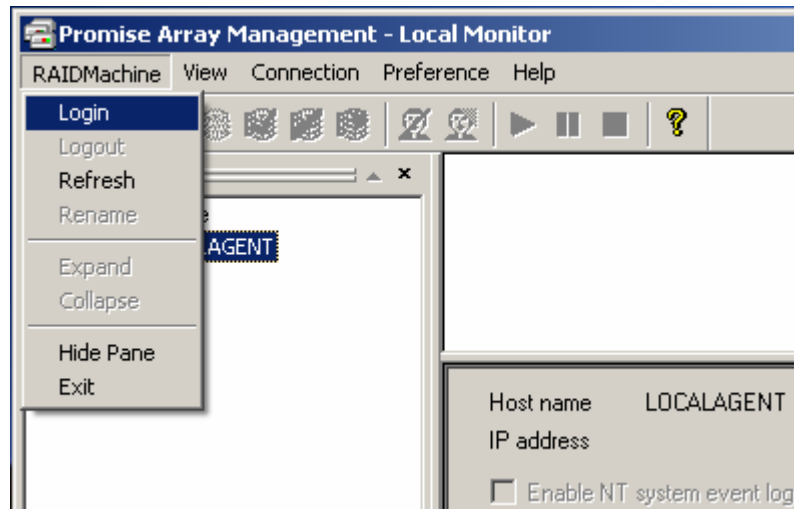 Promise Array Management - Local Monitor
RAIDMachine View Connection Preference Help
Login
Logout
Refresh
Rename
Expand
Collapse
Hide Pane
Exit
AGENT
Host name LOCALAGENT
IP address
Enable NT system event log